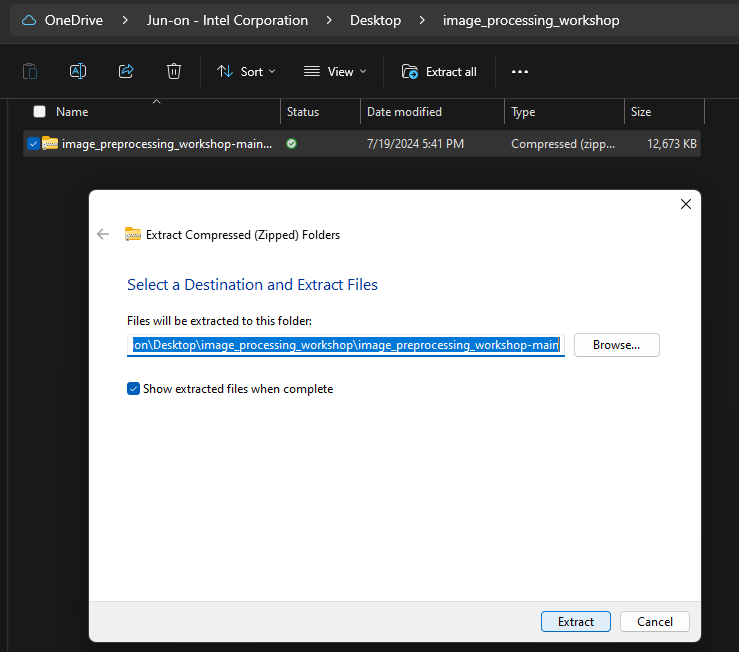 OneDrive > Jun-on - Intel Corporation > Desktop > image_processing_workshop
Sort View Extract all ...
Name Status Date modified Type Size
image_preprocessing_workshop-main... 7/19/2024 5:41 PM Compressed (zipp... 12,673 KB
Extract Compressed (Zipped) Folders
Select a Destination and Extract Files
Files will be extracted to this folder:
on\Desktop\image_processing_workshop\image_preprocessing_workshop-main Browse...
Show extracted files when complete
Extract Cancel